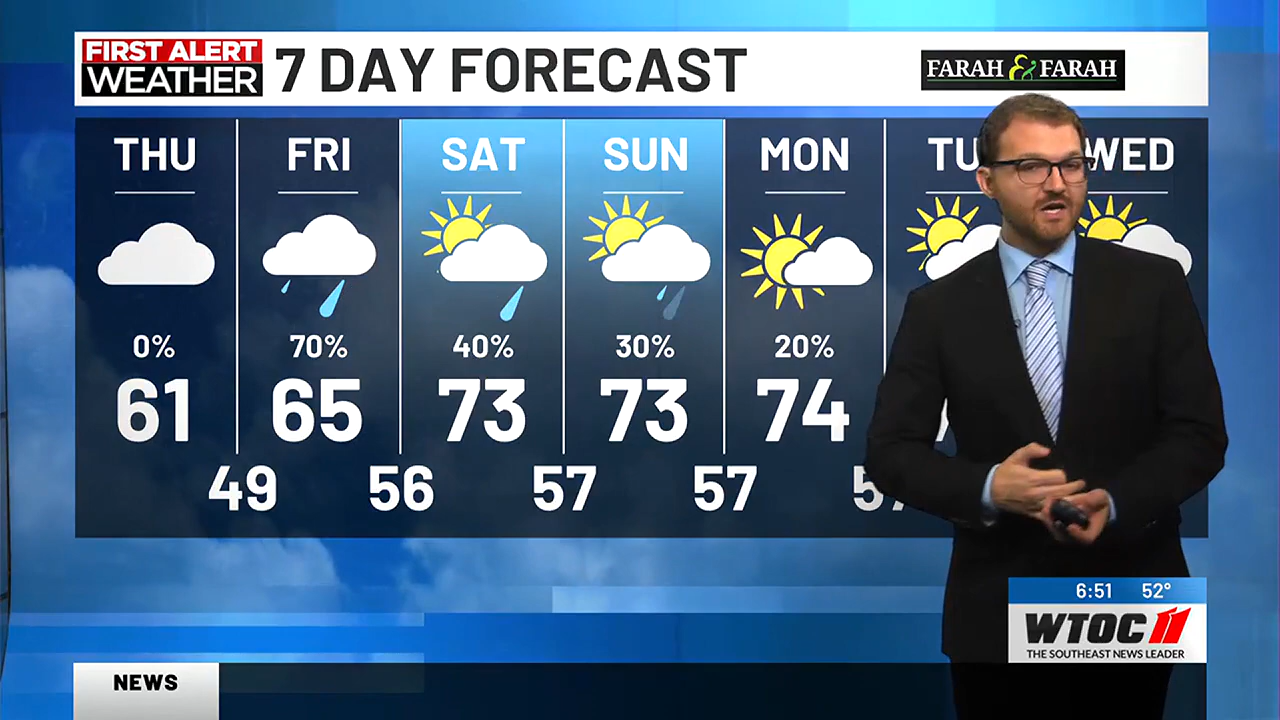 FIRST ALERT
WEATHER
7 DAY FORECAST
FARAH & FARAH
THU
FRI
SAT
SUN
MON
WED
0%
70%
40%
30%
20%
61
65
73
73
74
49
56
57
57
6:51 52°
WTOC 11
THE SOUTHEAST NEWS LEADER
NEWS